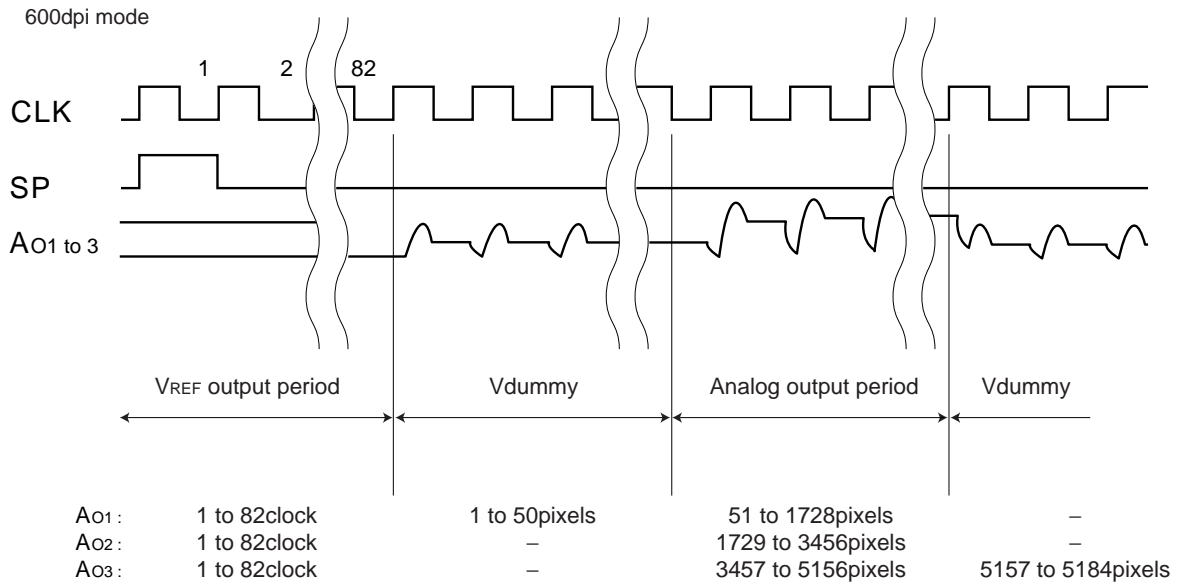 600dpi mode
1 2 82
CLK
SP
AO1 to 3
VREF output period Vdummy Analog output period Vdummy
AO1 : 1 to 82clock 1 to 50pixels 51 to 1728pixels –
AO2 : 1 to 82clock – 1729 to 3456pixels –
AO3 : 1 to 82clock – 3457 to 5156pixels 5157 to 5184pixels